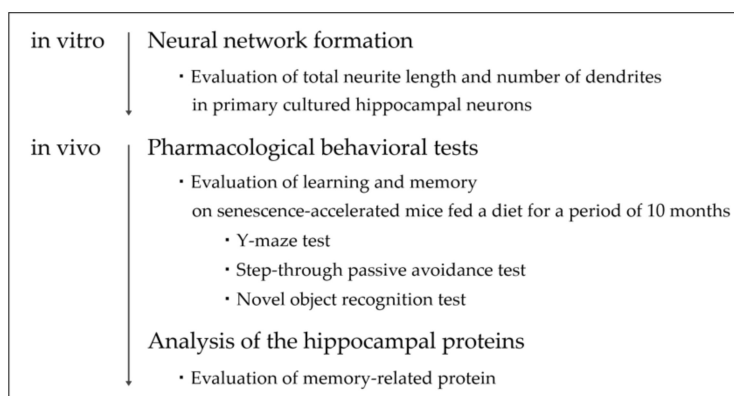 in vitro Neural network formation
・Evaluation of total neurite length and number of dendrites
in primary cultured hippocampal neurons
in vivo Pharmacological behavioral tests
・Evaluation of learning and memory
on senescence-accelerated mice fed a diet for a period of 10 months
・Y-maze test
・Step-through passive avoidance test
・Novel object recognition test
Analysis of the hippocampal proteins
・Evaluation of memory-related protein